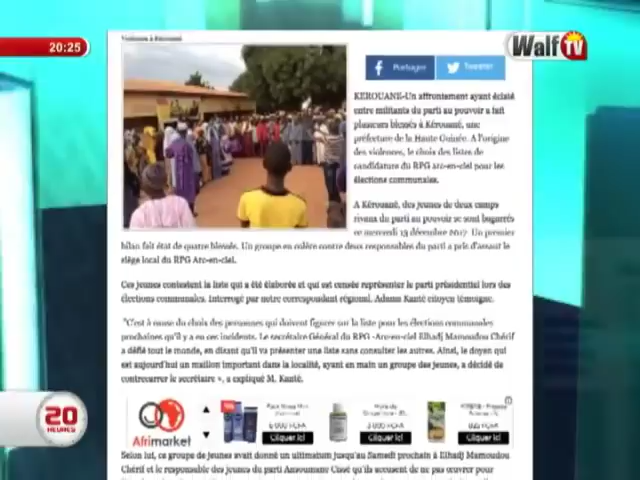 20:25
Walf TV
Violences à Kérouané
Partager
Tweeter
KEROUANE-Un affrontement ayant éclaté
entre militants du parti au pouvoir a fait
plusieurs blessés à Kérouané, une
préfecture de la Haute Guinée. A l'origine
des violences, le choix des listes de
candidature du RPG arc-en-ciel pour les
élections communales.
A Kérouané, des jeunes de deux camps
rivaux du parti au pouvoir se sont bagarrés
ce mercredi 13 décembre 2017. Un premier
bilan fait état de quatre blessés. Un groupe en colère contre deux responsables du parti a pris d'assaut le
siège local du RPG Arc-en-ciel.
Ces jeunes contestent la liste qui a été élaborée et qui est censée représenter le parti présidentiel lors des
élections communales. Interrogé par notre correspondant régional, Adama Kanté citoyen témoigne.
"C'est à cause du choix des personnes qui doivent figurer sur la liste pour les élections communales
prochaines qu'il y a eu ces incidents. Le secrétaire Général du RPG -Arc-en-ciel Elhadj Mamoudou Chérif
a défié tout le monde, en disant qu'il va présenter une liste sans consulter les autres. Ainsi, le doyen qui
est aujourd'hui un maillon important dans la localité, ayant en main un groupe des jeunes, a décidé de
contrecarrer le secrétaire », a expliqué M. Kanté.
Afrimarket
6 000 FCFA
Cliquer ici
Cliquer ici
Cliquer ici
Selon lui, ce groupe de jeunes avait donné un ultimatum jusqu'au Samedi prochain à Elhadj Mamoudou
Chérif et le responsable des jeunes du parti Ansoumane Cissé qu'ils accusent de ne pas œuvrer pour
20
HEURES